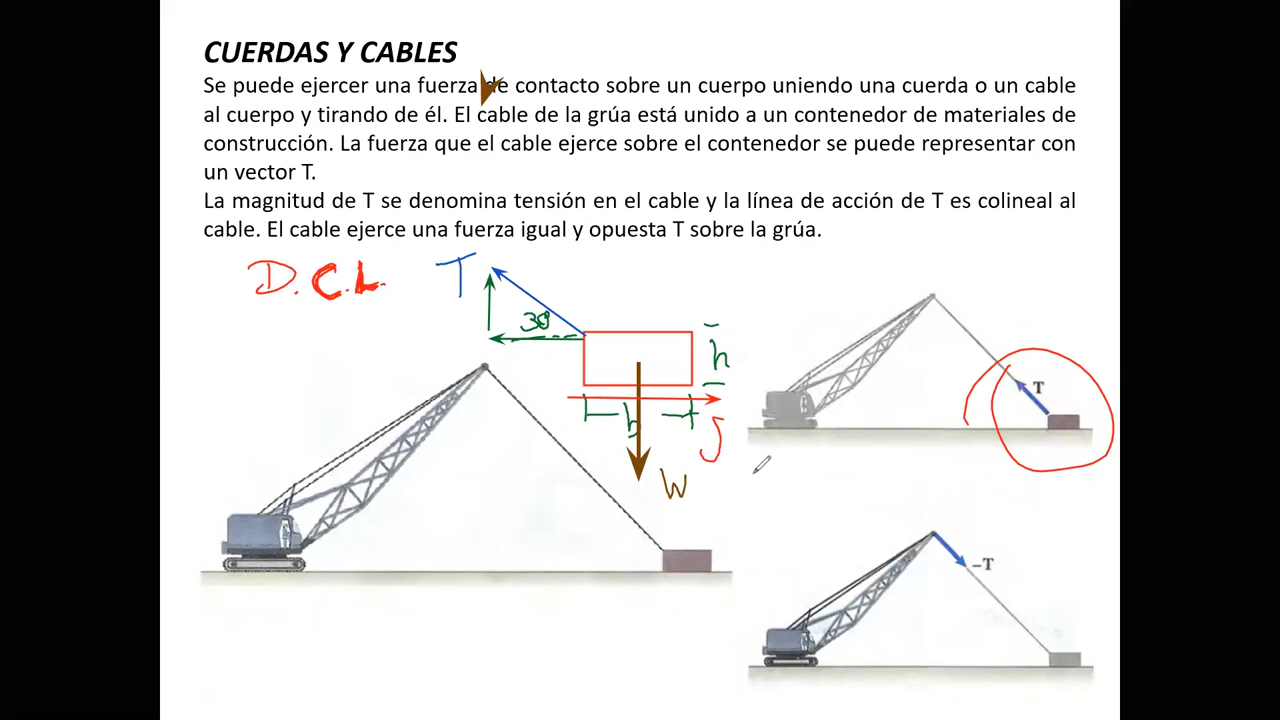 CUERDAS Y CABLES
Se puede ejercer una fuerza de contacto sobre un cuerpo uniendo una cuerda o un cable
al cuerpo y tirando de él. El cable de la grúa está unido a un contenedor de materiales de
construcción. La fuerza que el cable ejerce sobre el contenedor se puede representar con
un vector T.
La magnitud de T se denomina tensión en el cable y la línea de acción de T es colineal al
cable. El cable ejerce una fuerza igual y opuesta T sobre la grúa.
D.C.L. T
30°
h
b
W
T
–T